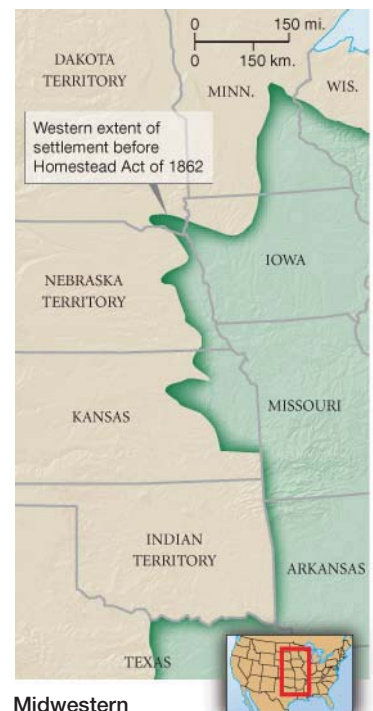 0 150 mi.
0 150 km.
DAKOTA
TERRITORY
MINN.
WIS.
Western extent of
settlement before
Homestead Act of 1862
IOWA
NEBRASKA
TERRITORY
KANSAS
MISSOURI
INDIAN
TERRITORY
ARKANSAS
TEXAS
Midwestern